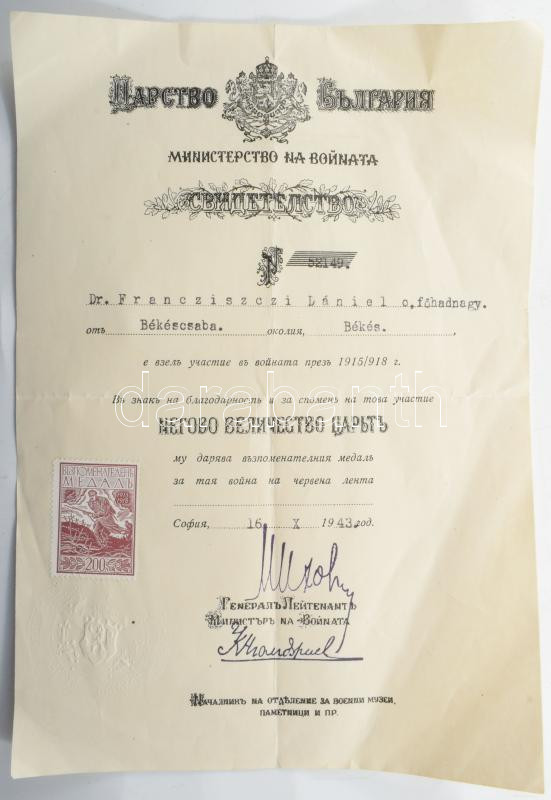 Царство България
Министерство на войната
Свидетелство
№ 52149.
Dr. Francziszczi Dániel o.főhadnagy.
отъ Békéscsaba. околия, Békés.,
е взелъ участие въ войната презъ 1915/918 г.
Въ знакъ на благодарность и за споменъ на това участие
Негово Величество Царьтъ
му дарява възпоменателния медалъ
за тая война на червена лента
София, 16 X 1943.год.
Възпоменателенъ
медалъ
200
Генералъ Лейтенантъ
Министъръ на Войната
Началникъ на отделение за военни музеи,
паметници и пр.
darabanth